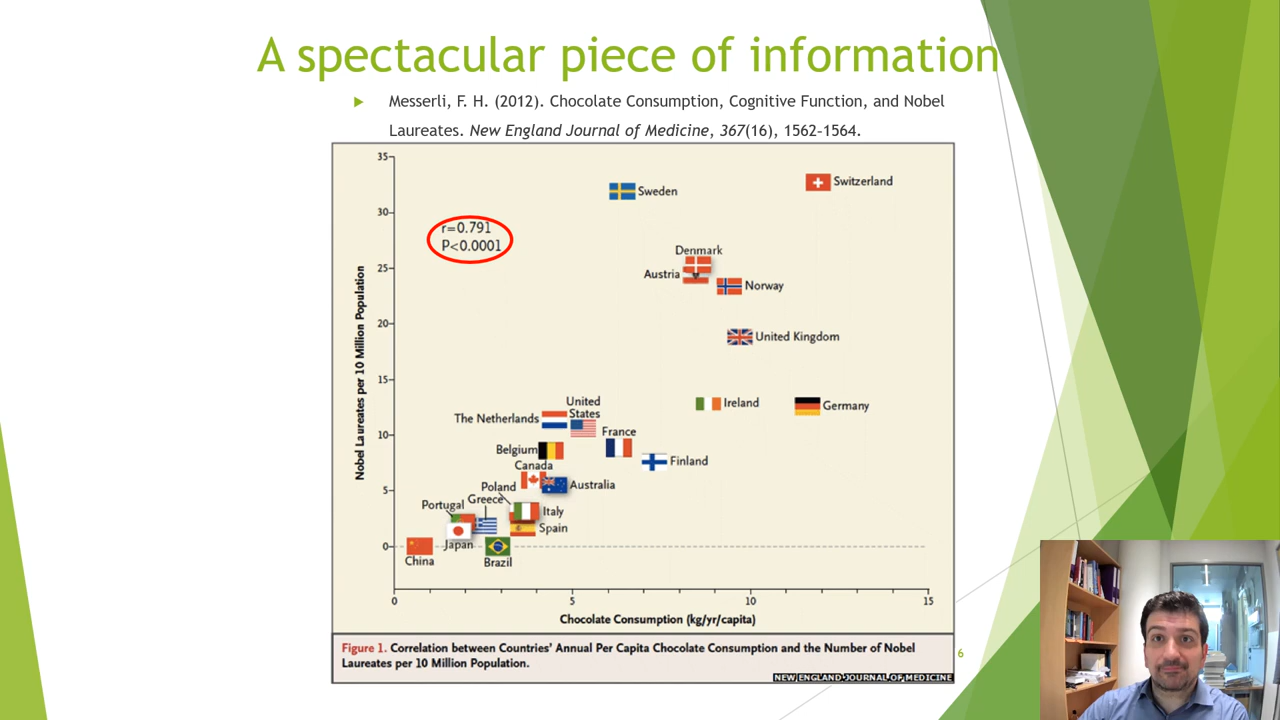 A spectacular piece of information
Messerli, F. H. (2012). Chocolate Consumption, Cognitive Function, and Nobel
Laureates. New England Journal of Medicine, 367(16), 1562–1564.
35
Sweden
Switzerland
30
r=0.791
P<0.0001
Denmark
25
Austria
Norway
20
United Kingdom
15
United
States
The Netherlands
Ireland
Germany
10
France
Belgium
Finland
Canada
5
Poland
Australia
Portugal
Greece
Italy
Spain
0
Japan
China
Brazil
Nobel Laureates per 10 Million Population
0
5
10
15
Chocolate Consumption (kg/yr/capita)
Figure 1. Correlation between Countries' Annual Per Capita Chocolate Consumption and the Number of Nobel
Laureates per 10 Million Population.
NEW ENGLAND JOURNAL OF MEDICINE
6